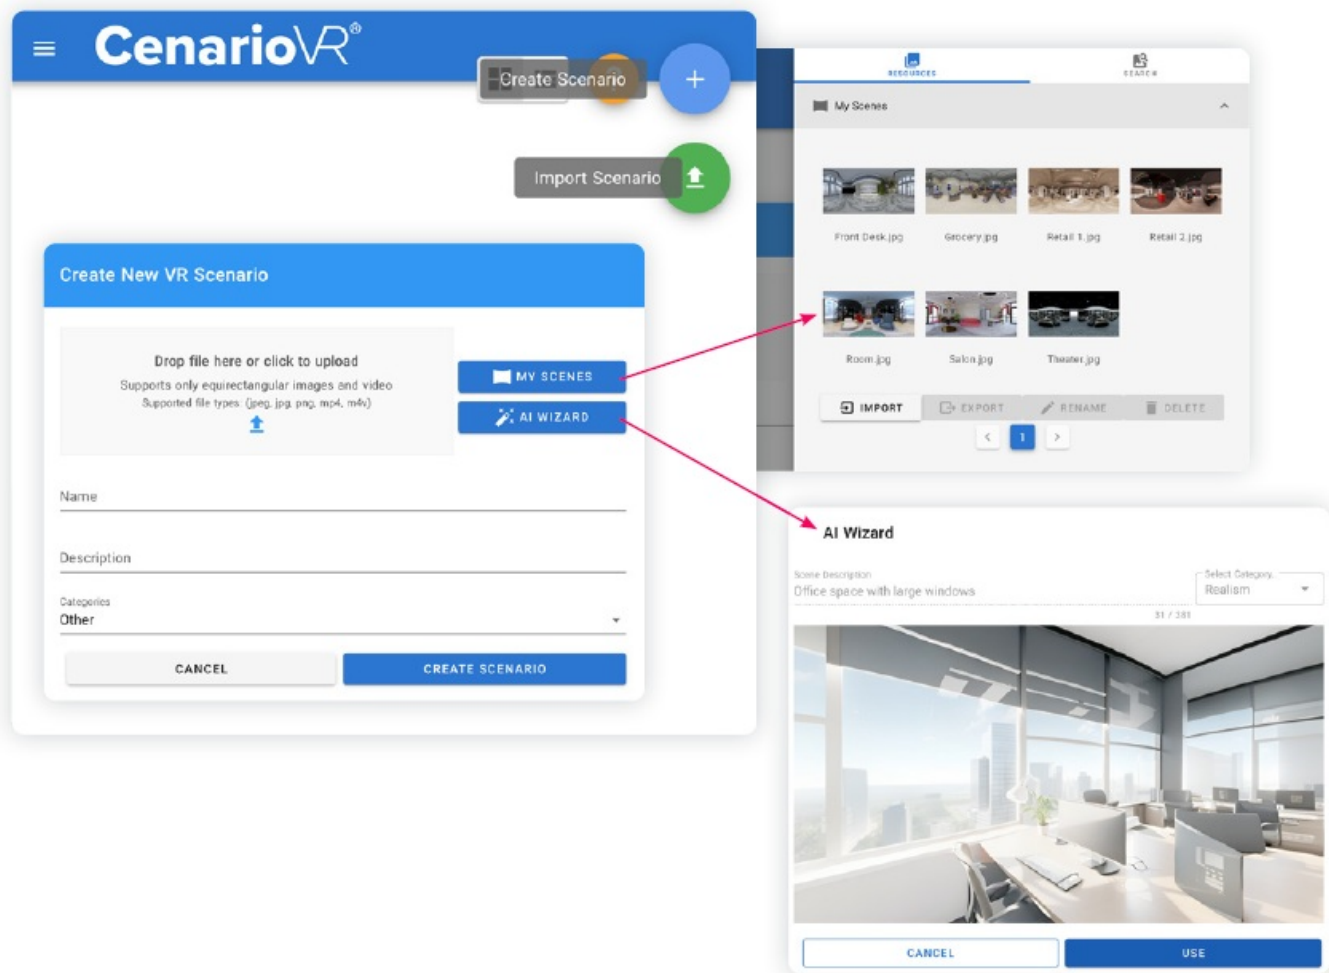 CenarioVR®
Create Scenario
Import Scenario
Create New VR Scenario
Drop file here or click to upload
Supports only equirectangular images and video
Supported file types: (jpeg, jpg, png, mp4, m4v)
MY SCENES
AI WIZARD
Name
Description
Categories
Other
CANCEL
CREATE SCENARIO
RESOURCES
SEARCH
My Scenes
Front Desk.jpg
Grocery.jpg
Retail 1.jpg
Retail 2.jpg
Room.jpg
Salon.jpg
Theater.jpg
IMPORT
EXPORT
RENAME
DELETE
< 1 >
AI Wizard
Scene Description
Office space with large windows
Select Category
Realism
31 / 381
CANCEL
USE